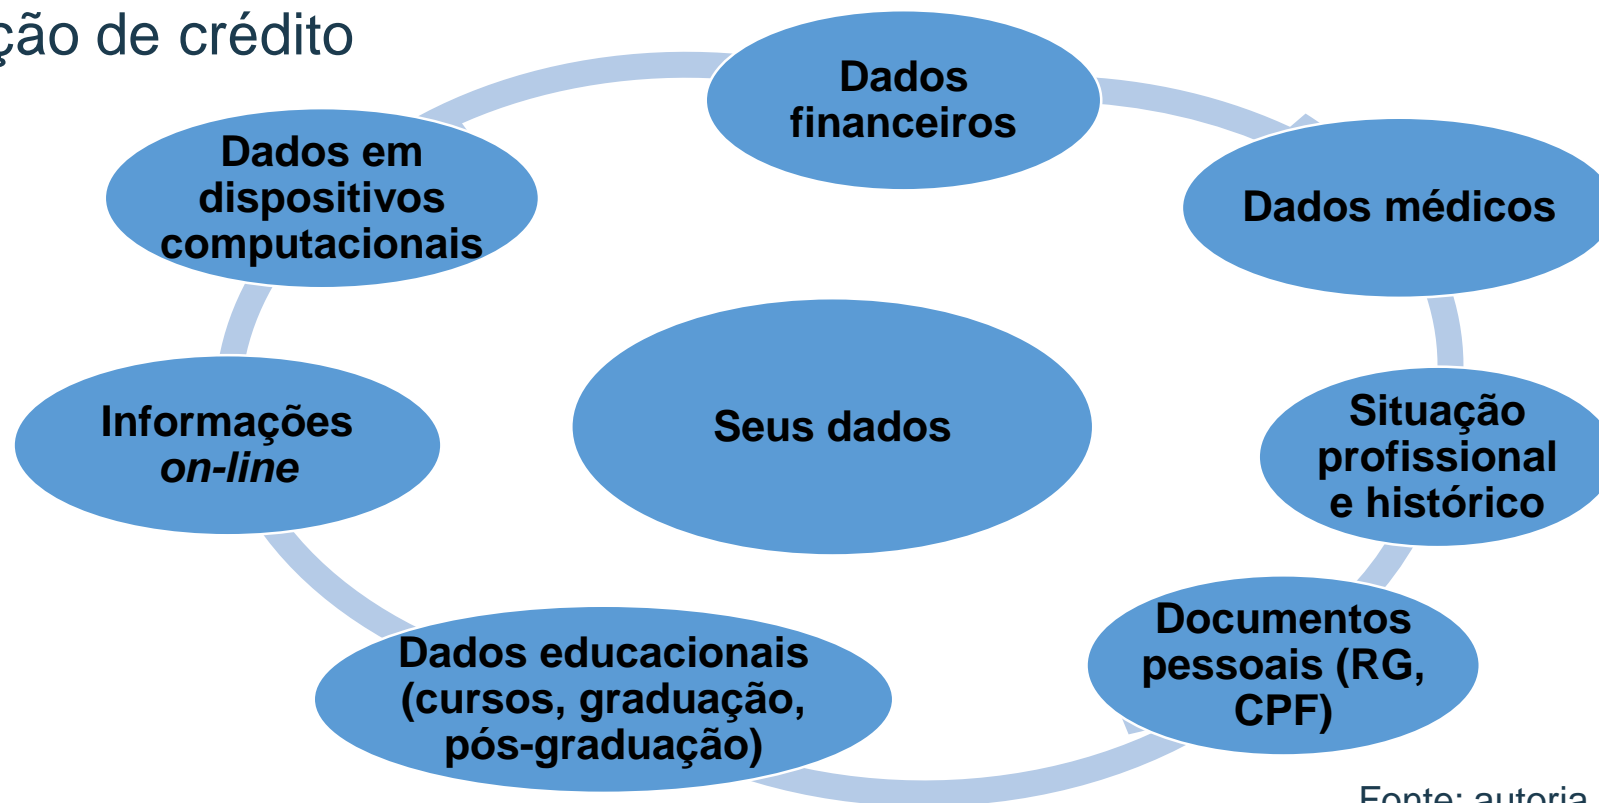 ção de crédito
Dados
financeiros
Dados em
dispositivos
computacionais
Dados médicos
Situação
profissional
e histórico
Seus dados
Informações
on-line
Documentos
pessoais (RG,
CPF)
Dados educacionais
(cursos, graduação,
pós-graduação)
Fonte: autoria